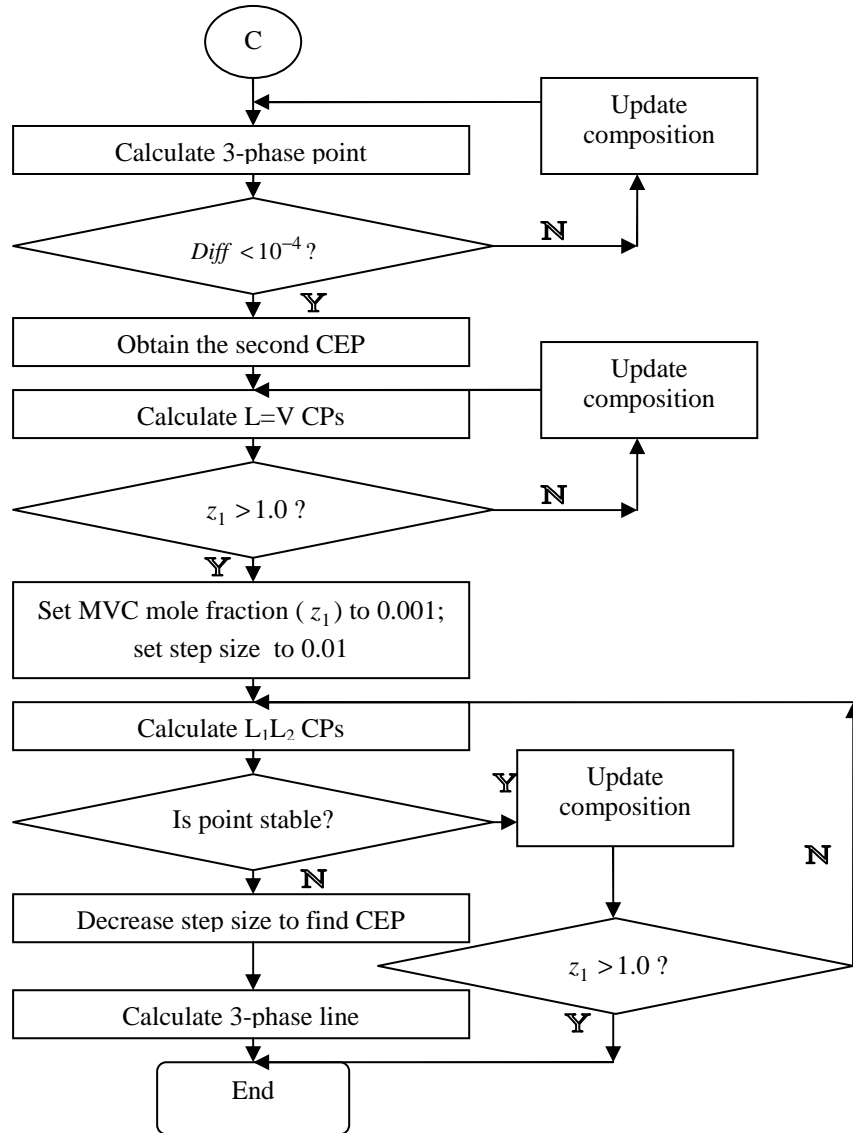 C
Update
composition
Calculate 3-phase point
Diff < 10⁻⁴ ?
ℕ
𝕐
Obtain the second CEP
Update
composition
Calculate L=V CPs
z₁ > 1.0 ?
ℕ
𝕐
Set MVC mole fraction ( z₁ ) to 0.001;
set step size to 0.01
Calculate L₁L₂ CPs
𝕐
Update
composition
Is point stable?
ℕ
ℕ
Decrease step size to find CEP
z₁ > 1.0 ?
Calculate 3-phase line
𝕐
End